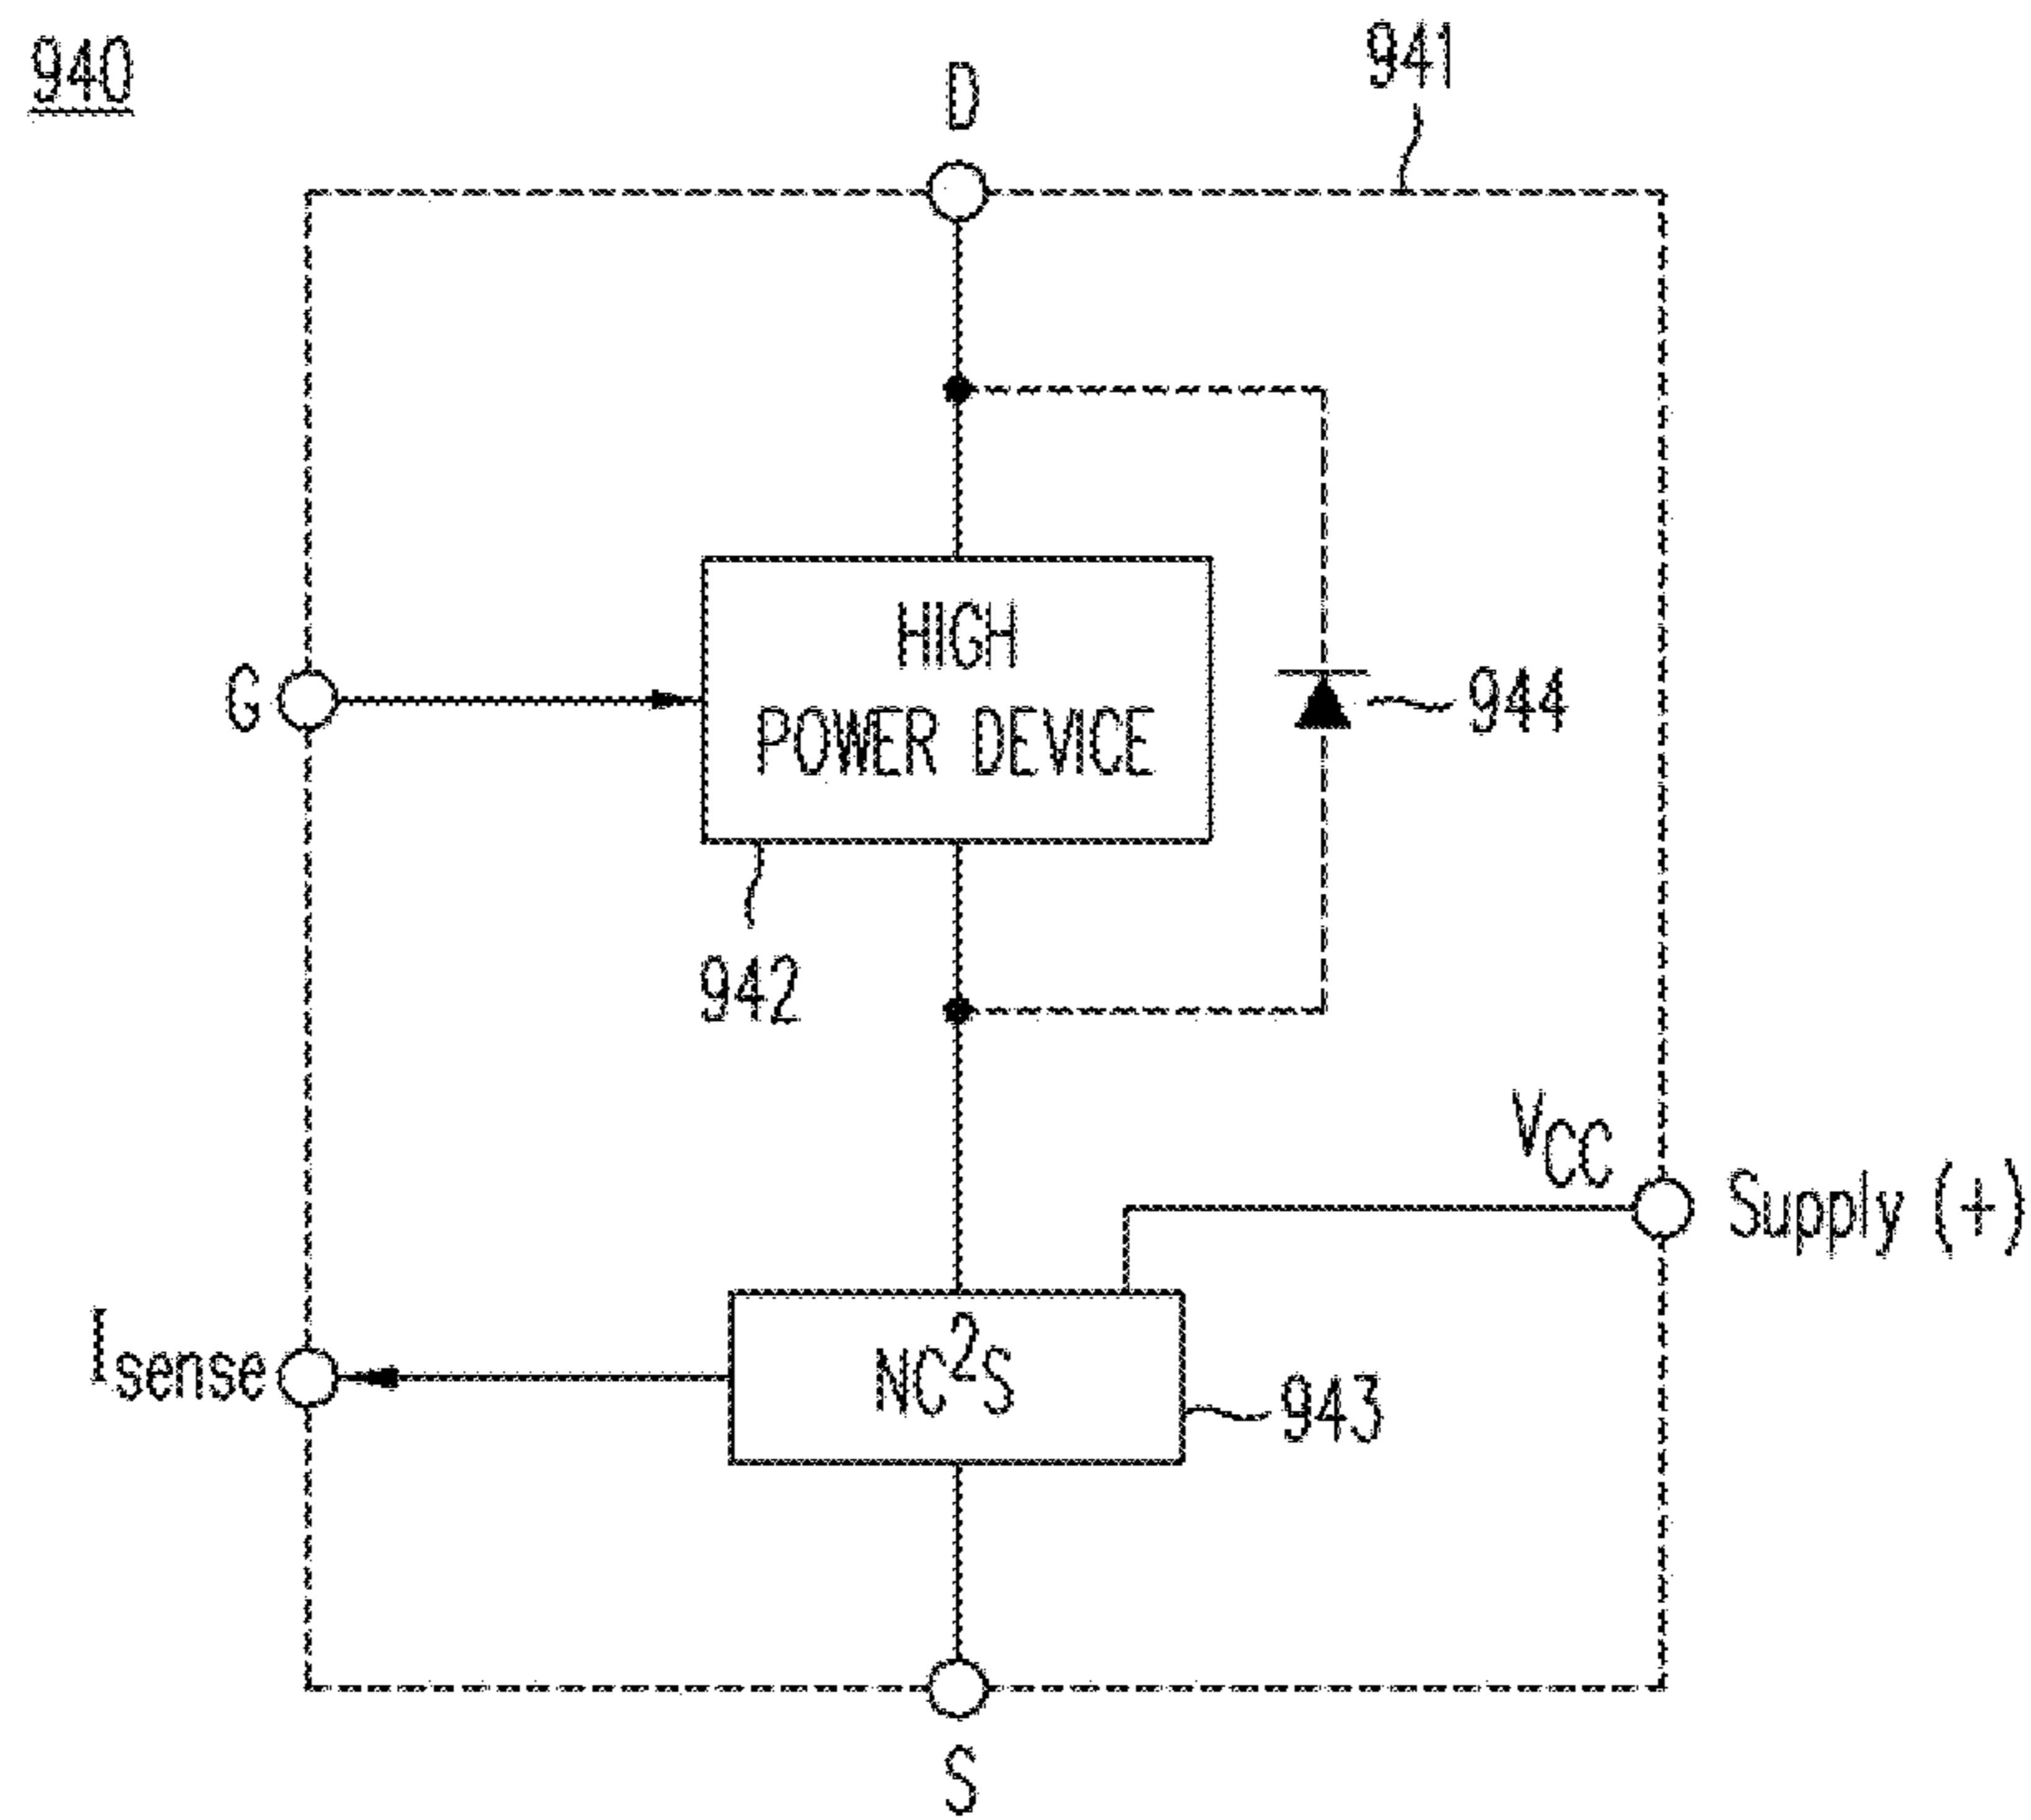 940
941
D
HIGH
POWER DEVICE
G
944
942
VCC
Supply (+)
Isense
NC²S
943
S